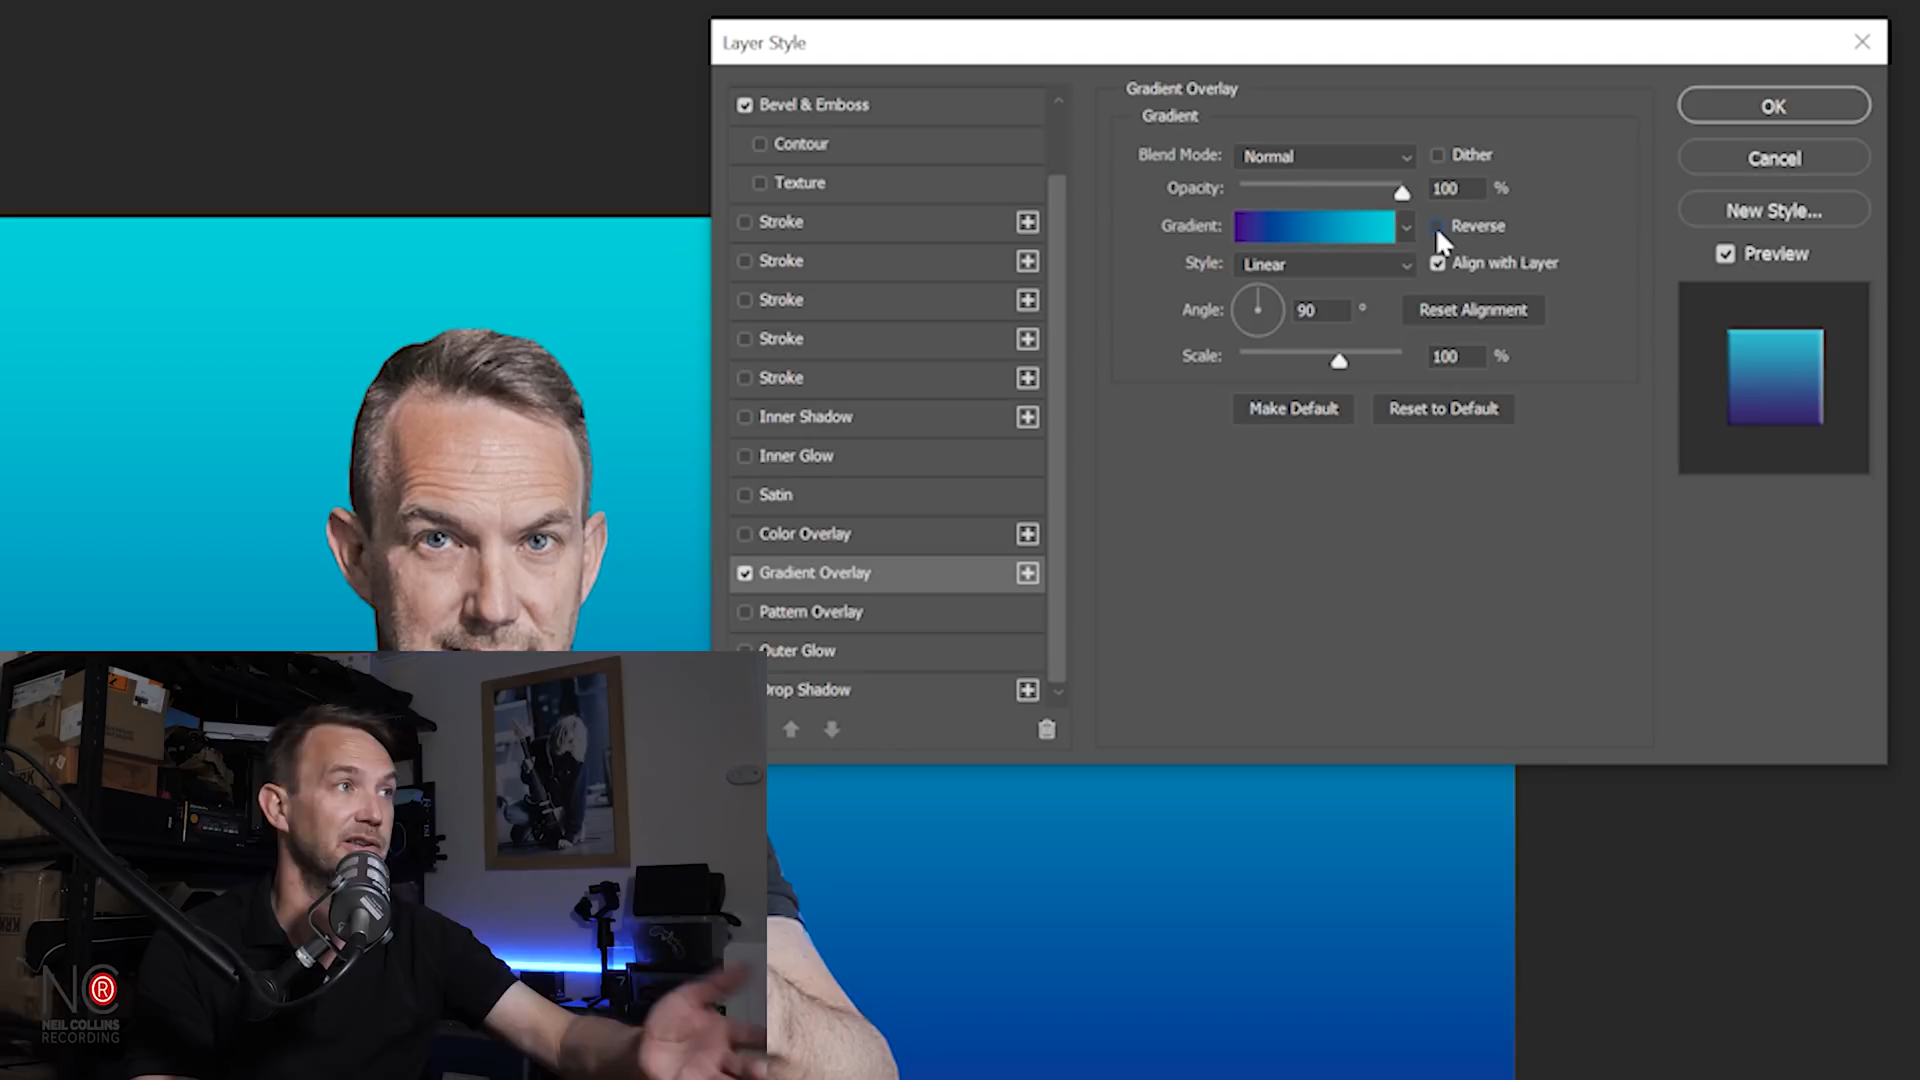 Layer Style
Bevel & Emboss
Contour
Texture
Stroke
Stroke
Stroke
Stroke
Stroke
Inner Shadow
Inner Glow
Satin
Color Overlay
Gradient Overlay
Pattern Overlay
Outer Glow
Drop Shadow
Gradient Overlay
Gradient
Blend Mode: Normal Dither
Opacity: 100 %
Gradient: Reverse
Style: Linear Align with Layer
Angle: 90 ° Reset Alignment
Scale: 100 %
Make Default Reset to Default
OK
Cancel
New Style...
Preview
NC R
NEIL COLLINS
RECORDING